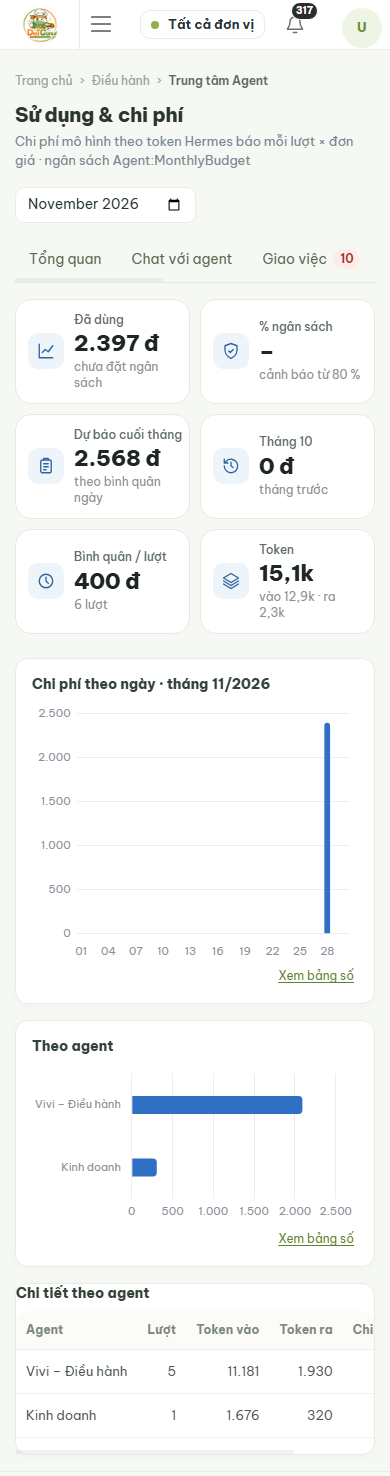 317
Tất cả đơn vị
U
Trang chủ > Điều hành > Trung tâm Agent
Sử dụng & chi phí
Chi phí mô hình theo token Hermes báo mỗi lượt × đơn
giá · ngân sách Agent:MonthlyBudget
November 2026
Tổng quan Chat với agent Giao việc 10
Đã dùng
2.397 đ
chưa đặt ngân
sách
% ngân sách
–
cảnh báo từ 80 %
Dự báo cuối tháng
2.568 đ
theo bình quân
ngày
Tháng 10
0 đ
tháng trước
Bình quân / lượt
400 đ
6 lượt
Token
15,1k
vào 12,9k · ra
2,3k
Chi phí theo ngày · tháng 11/2026
2.500
2.000
1.500
1.000
500
0
01 04 07 10 13 16 19 22 25 28
Xem bảng số
Theo agent
Vivi – Điều hành
Kinh doanh
0 500 1.000 1.500 2.000 2.500
Xem bảng số
Chi tiết theo agent
Agent Lượt Token vào Token ra Chi
Vivi – Điều hành 5 11.181 1.930
Kinh doanh 1 1.676 320